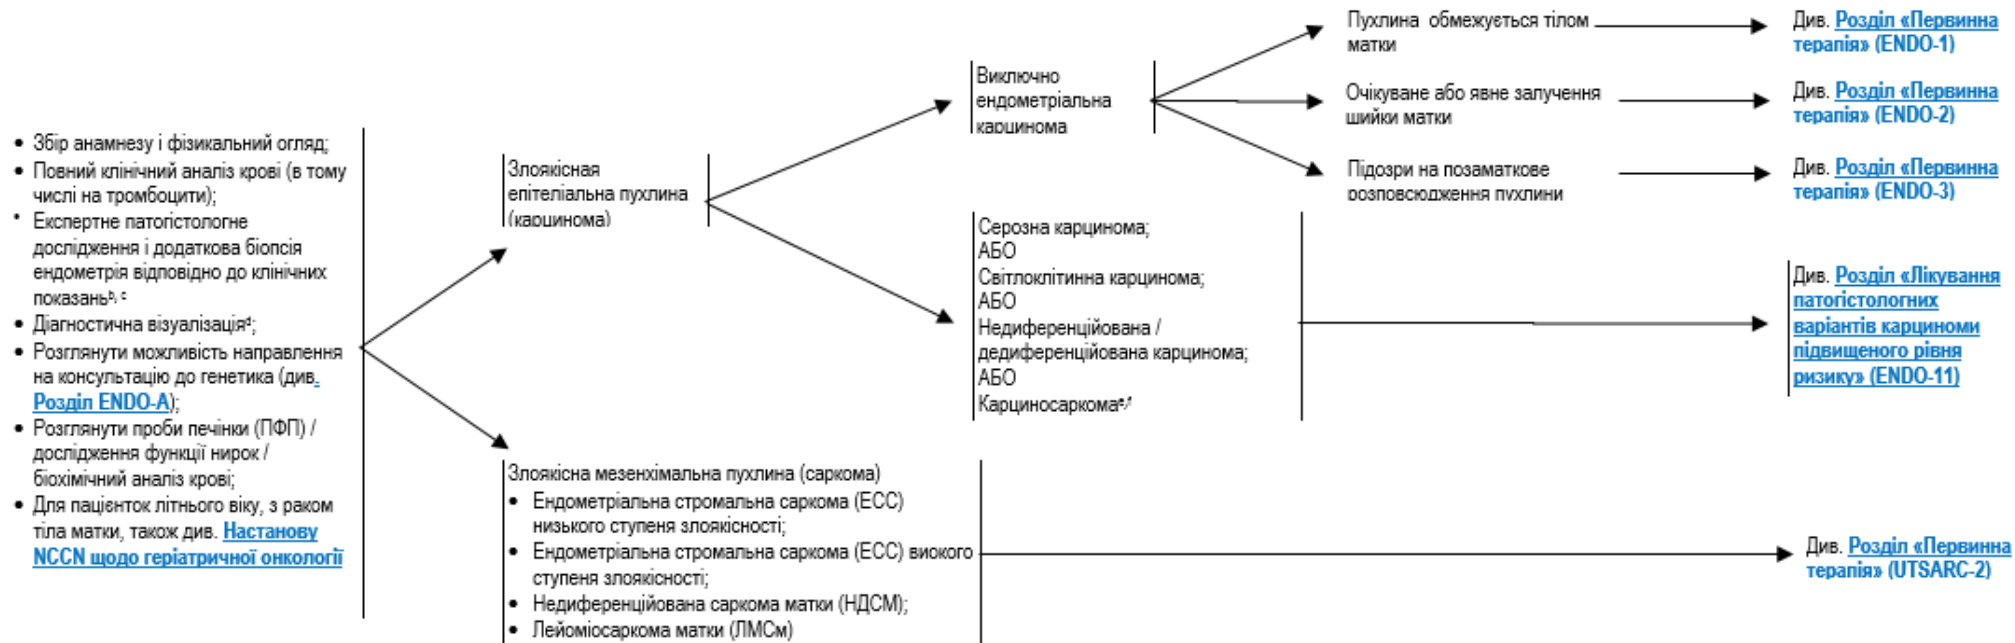 • Збір анамнезу і фізикальний огляд;
• Повний клінічний аналіз крові (в тому
числі на тромбоцити);
• Експертне патогістологне
дослідження і додаткова біопсія
ендометрія відповідно до клінічних
показаньb, c
• Діагностична візуалізаціяd;
• Розглянути можливість направлення
на консультацію до генетика (див.
Розділ ENDO-A);
• Розглянути проби печінки (ПФП) /
дослідження функції нирок /
біохімічний аналіз крові;
• Для пацієнток літнього віку, з раком
тіла матки, також див. Настанову
NCCN щодо геріатричної онкології
Злоякісная
епітеліальна пухлина
(карцинома)
Виключно
ендометріальна
карцинома
Пухлина обмежується тілом
матки
Див. Розділ «Первинна
терапія» (ENDO-1)
Очікуване або явне залучення
шийки матки
Див. Розділ «Первинна
терапія» (ENDO-2)
Підозри на позаматкове
розповсюдження пухлини
Див. Розділ «Первинна
терапія» (ENDO-3)
Серозна карцинома;
АБО
Світлоклітинна карцинома;
АБО
Недиференційована /
дедиференційована карцинома;
АБО
Карциносаркомаe,f
Див. Розділ «Лікування
патогістологних
варіантів карциноми
підвищеного рівня
ризику» (ENDO-11)
Злоякісна мезенхімальна пухлина (саркома)
• Ендометріальна стромальна саркома (ЕСС)
низького ступеня злоякісності;
• Ендометріальна стромальна саркома (ЕСС) виокого
ступеня злоякісності;
• Недиференційована саркома матки (НДСМ);
• Лейоміосаркома матки (ЛМСм)
Див. Розділ «Первинна
терапія» (UTSARC-2)